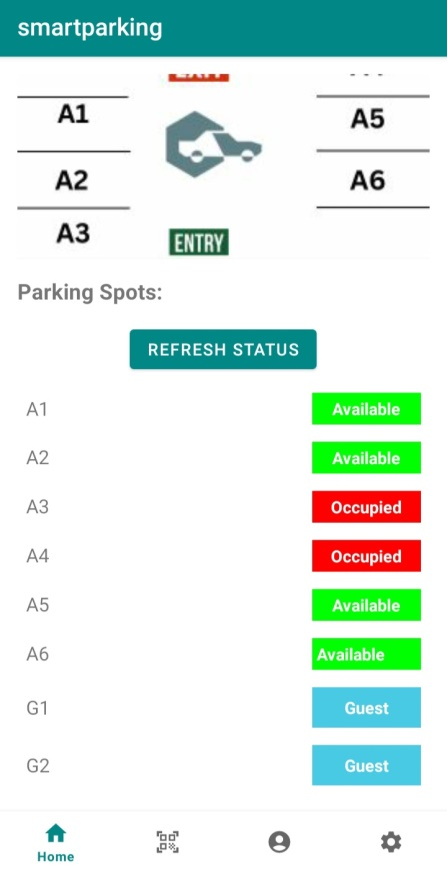 smartparking
EXIT
A1
A5
A2
A6
A3
ENTRY
Parking Spots:
REFRESH STATUS
A1 Available
A2 Available
A3 Occupied
A4 Occupied
A5 Available
A6 Available
G1 Guest
G2 Guest
Home